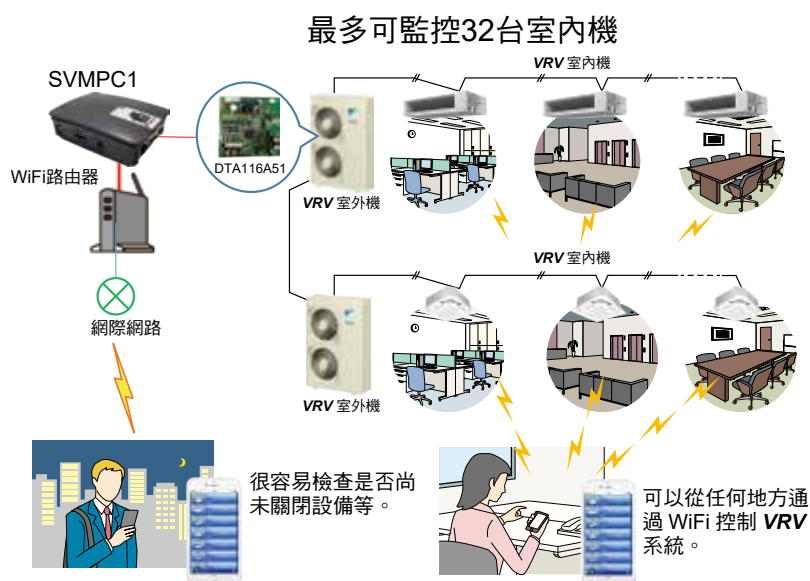 最多可監控32台室內機
SVMPC1
VRV 室內機
DTA116A51
WiFi路由器
VRV 室外機
VRV 室內機
網際網路
VRV 室外機
很容易檢查是否尚
未關閉設備等。
可以從任何地方通
過 WiFi 控制 VRV
系統。